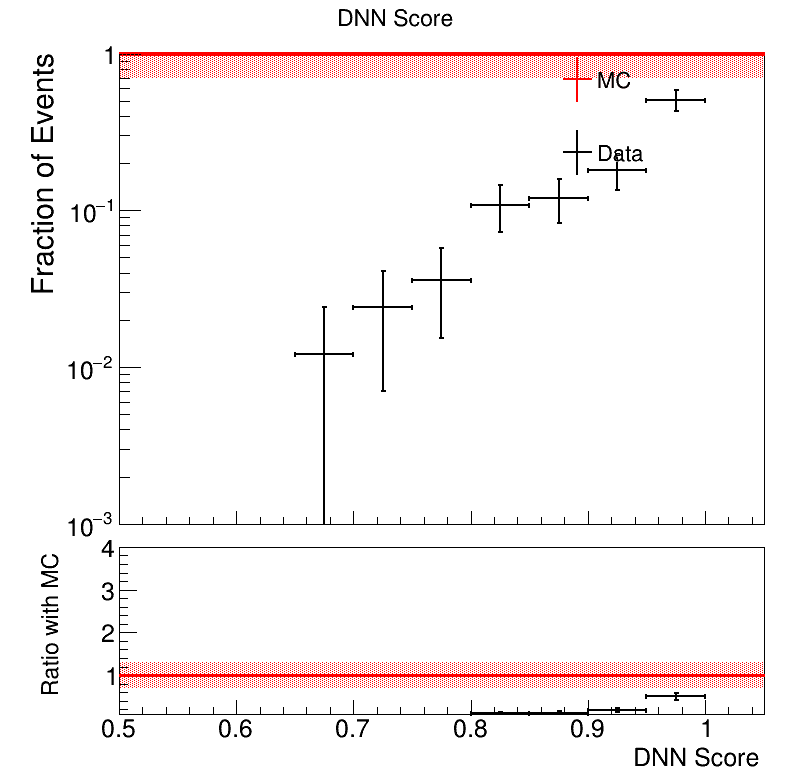 DNN Score
Fraction of Events
1
10⁻¹
10⁻²
10⁻³
MC
Data
Ratio with MC
4
3
2
1
0.5 0.6 0.7 0.8 0.9 1
DNN Score